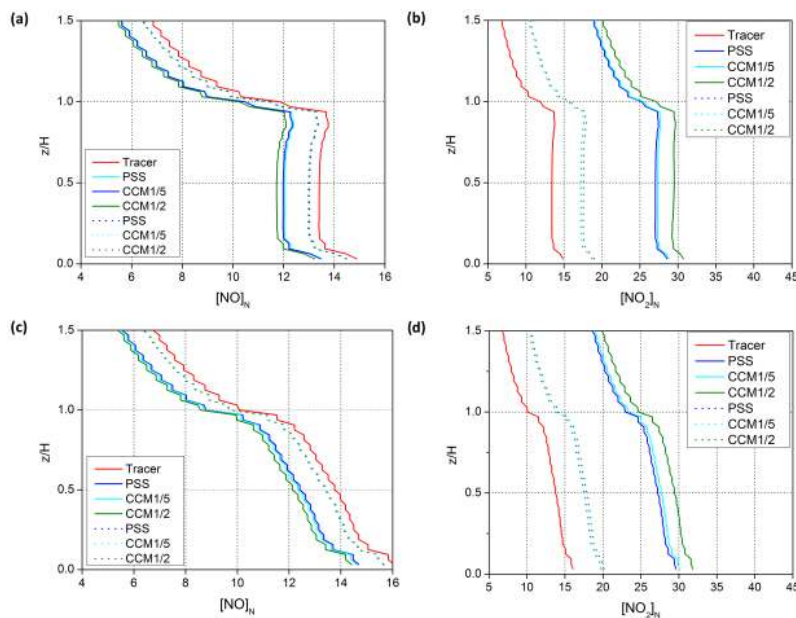 (a)
1.5
1.0
0.5
0.0
z/H
Tracer
PSS
CCM1/5
CCM1/2
PSS
CCM1/5
CCM1/2
4 6 8 10 12 14 16
[NO]N
(b)
1.5
1.0
0.5
0.0
z/H
Tracer
PSS
CCM1/5
CCM1/2
PSS
CCM1/5
CCM1/2
5 10 15 20 25 30 35 40 45
[NO2]N
(c)
1.5
1.0
0.5
0.0
z/H
Tracer
PSS
CCM1/5
CCM1/2
PSS
CCM1/5
CCM1/2
4 6 8 10 12 14 16
[NO]N
(d)
1.5
1.0
0.5
0.0
z/H
Tracer
PSS
CCM1/5
CCM1/2
PSS
CCM1/5
CCM1/2
5 10 15 20 25 30 35 40 45
[NO2]N